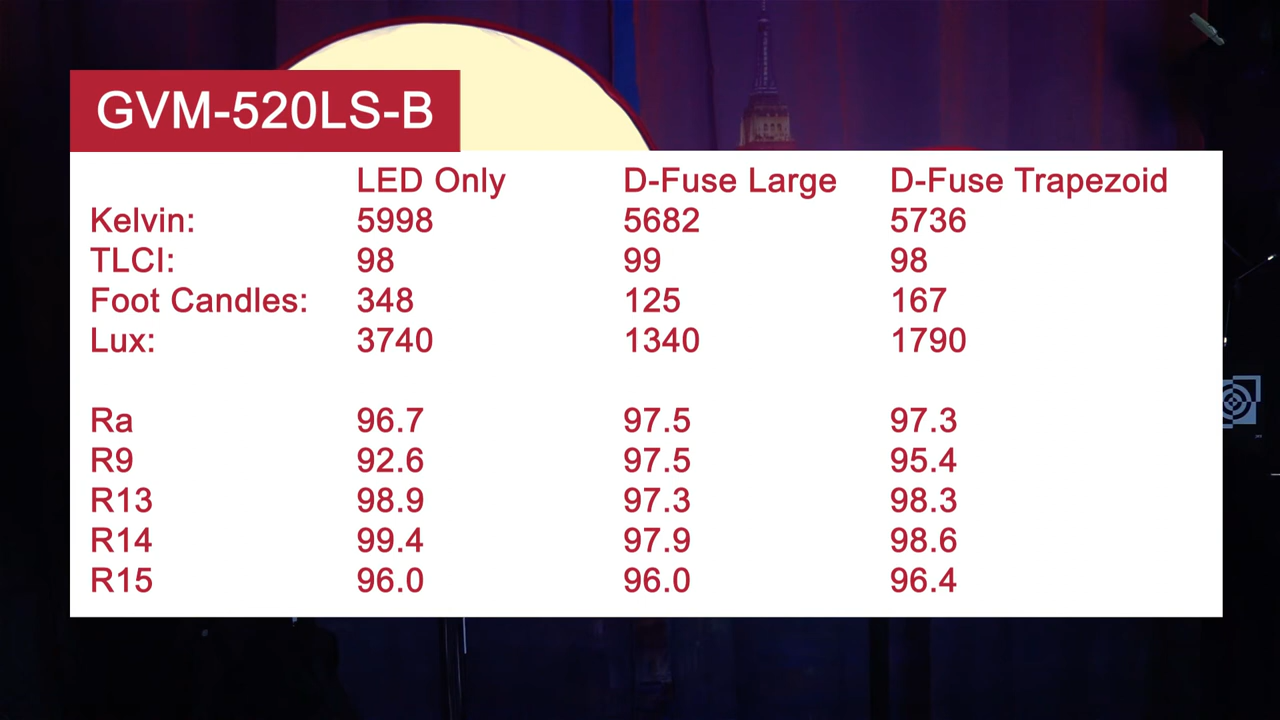 GVM-520LS-B
LED Only D-Fuse Large D-Fuse Trapezoid
Kelvin: 5998 5682 5736
TLCI: 98 99 98
Foot Candles: 348 125 167
Lux: 3740 1340 1790
Ra 96.7 97.5 97.3
R9 92.6 97.5 95.4
R13 98.9 97.3 98.3
R14 99.4 97.9 98.6
R15 96.0 96.0 96.4